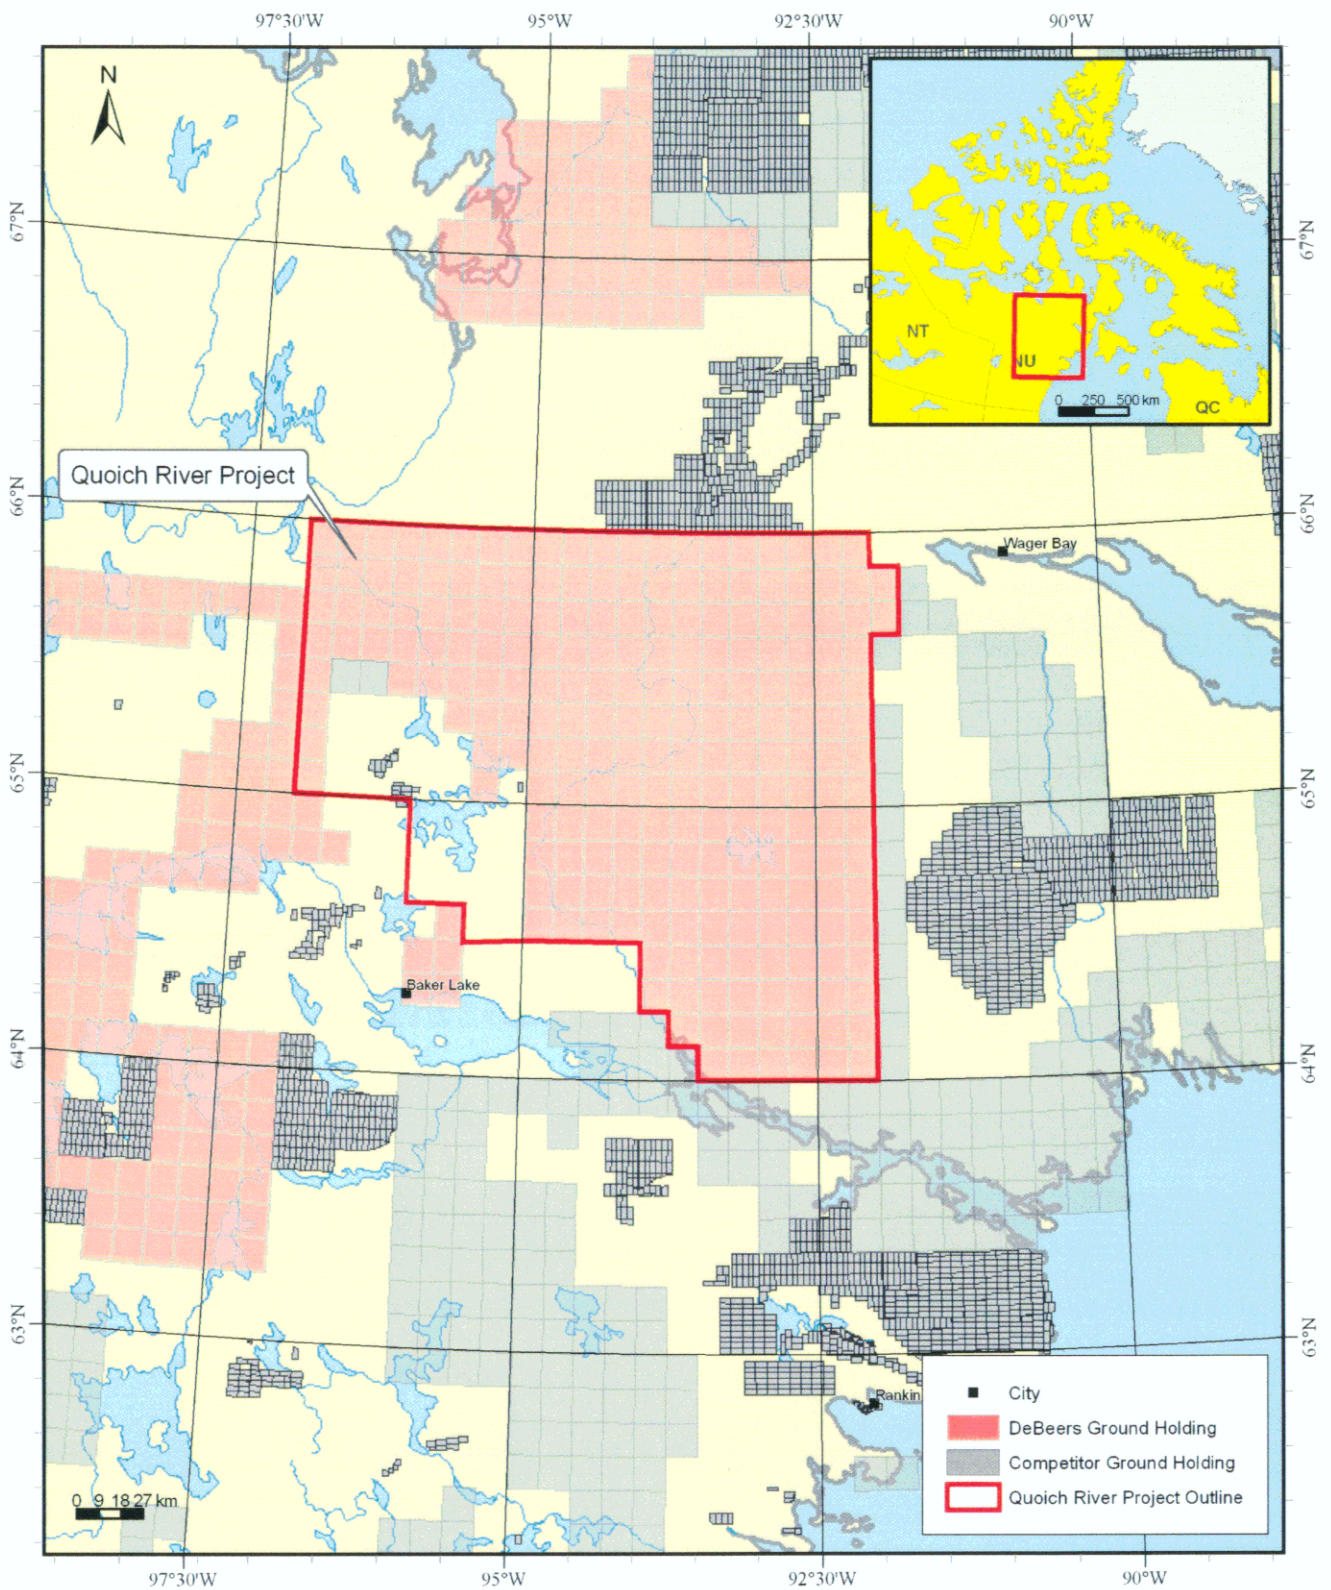 97°30'W 95°W 92°30'W 90°W
N
67°N
67°N
NT
NU
0 250 500 km
QC
Quoich River Project
66°N
66°N
Wager Bay
65°N
65°N
Baker Lake
64°N
64°N
63°N
63°N
Rankin
City
DeBeers Ground Holding
Competitor Ground Holding
Quoich River Project Outline
0 9 18 27 km
97°30'W 95°W 92°30'W 90°W